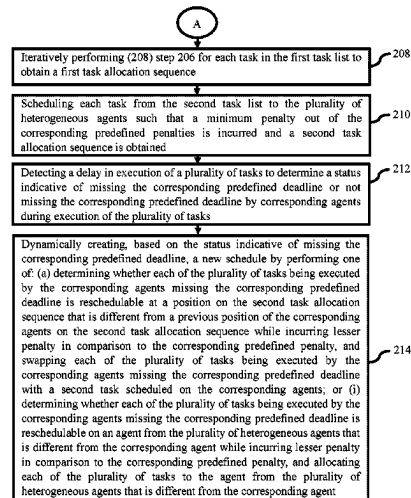 A
Iteratively performing (208) step 206 for each task in the first task list to
obtain a first task allocation sequence
208
Scheduling each task from the second task list to the plurality of
heterogeneous agents such that a minimum penalty out of the
corresponding predefined penalties is incurred and a second task
allocation sequence is obtained
210
Detecting a delay in execution of a plurality of tasks to determine a status
indicative of missing the corresponding predefined deadline or not
missing the corresponding predefined deadline by corresponding agents
during execution of the plurality of tasks
212
Dynamically creating, based on the status indicative of missing the
corresponding predefined deadline, a new schedule by performing one
of: (a) determining whether each of the plurality of tasks being executed
by the corresponding agents missing the corresponding predefined
deadline is reschedulable at a position on the second task allocation
sequence that is different from a previous position of the corresponding
agents on the second task allocation sequence while incurring lesser
penalty in comparison to the corresponding predefined penalty, and
swapping each of the plurality of tasks being executed by the
corresponding agents missing the corresponding predefined deadline
with a second task scheduled on the corresponding agents; or (i)
determining whether each of the plurality of tasks being executed by the
corresponding agents missing the corresponding predefined deadline is
reschedulable on an agent from the plurality of heterogeneous agents that
is different from the corresponding agent while incurring lesser penalty
in comparison to the corresponding predefined penalty, and allocating
each of the plurality of tasks to the agent from the plurality of
heterogeneous agents that is different from the corresponding agent
214